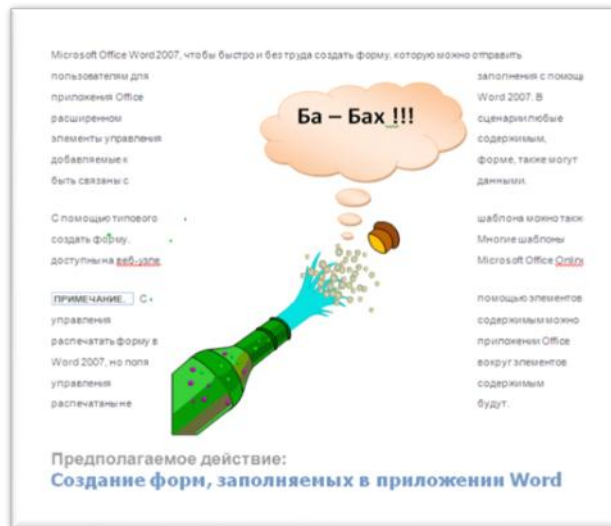 Microsoft Office Word 2007, чтобы быстро и без труда создать форму, которую можно отправить
пользователям для заполнения с помощи
приложения Office Word 2007. В
расширенном сценарии любые
элементы управления содержимым,
добавляемые к форме, также могут
быть связаны с данными.
Ба – Бах !!!
С помощью типового шаблона можно такж
создать форму. Многие шаблоны
доступны на веб-узле Microsoft Office Online
ПРИМЕЧАНИЕ. С помощью элементов
управления содержимым можно
распечатать форму в приложении Office
Word 2007, но поля вокруг элементов
управления содержимым
распечатаны не будут.
Предполагаемое действие:
Создание форм, заполняемых в приложении Word